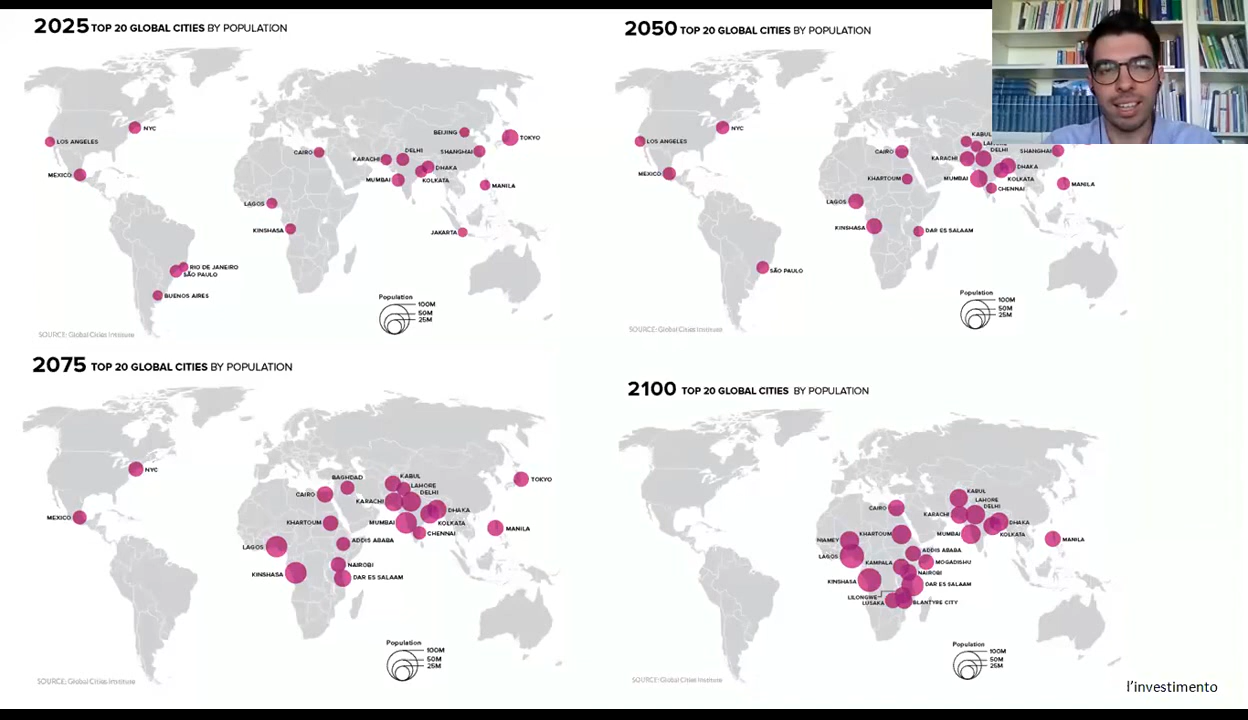 2025 TOP 20 GLOBAL CITIES BY POPULATION
NYC
LOS ANGELES
MEXICO
BEIJING
TOKYO
SHANGHAI
CAIRO
DELHI
KARACHI
DHAKA
MUMBAI
KOLKATA
MANILA
LAGOS
KINSHASA
JAKARTA
RIO DE JANEIRO
SÃO PAULO
BUENOS AIRES
Population
100M
50M
25M
SOURCE: Global Cities Institute
2050 TOP 20 GLOBAL CITIES BY POPULATION
NYC
LOS ANGELES
MEXICO
KABUL
DELHI
SHANGHAI
CAIRO
KARACHI
DHAKA
KHARTOUM
MUMBAI
KOLKATA
CHENNAI
MANILA
LAGOS
KINSHASA
DAR ES SALAAM
SÃO PAULO
Population
100M
50M
25M
SOURCE: Global Cities Institute
2075 TOP 20 GLOBAL CITIES BY POPULATION
NYC
MEXICO
BAGHDAD
KABUL
TOKYO
LAHORE
CAIRO
DELHI
KARACHI
DHAKA
KHARTOUM
MUMBAI
KOLKATA
CHENNAI
MANILA
ADDIS ABABA
LAGOS
NAIROBI
KINSHASA
DAR ES SALAAM
Population
100M
50M
25M
SOURCE: Global Cities Institute
2100 TOP 20 GLOBAL CITIES BY POPULATION
KABUL
LAHORE
DELHI
CAIRO
KARACHI
DHAKA
KHARTOUM
MUMBAI
KOLKATA
NIAMEY
MANILA
ADDIS ABABA
LAGOS
KAMPALA
MOGADISHU
NAIROBI
KINSHASA
DAR ES SALAAM
LILONGWE
LUSAKA
BLANTYRE CITY
Population
100M
50M
25M
SOURCE: Global Cities Institute
l'investimento